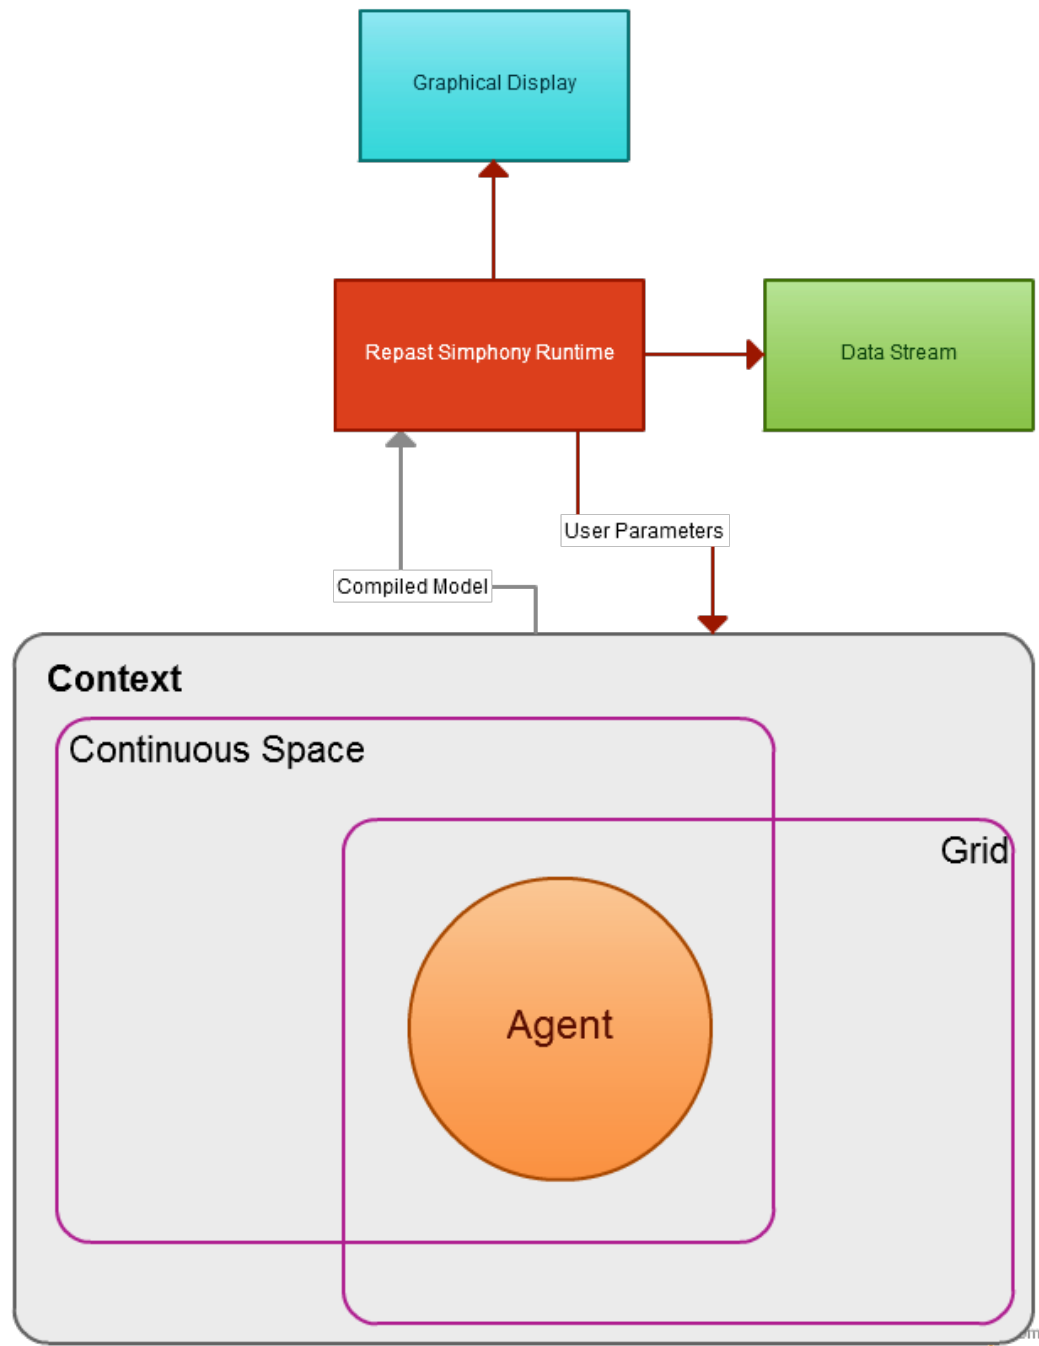 Graphical Display
Repast Simphony Runtime
Data Stream
User Parameters
Compiled Model
Context
Continuous Space
Grid
Agent